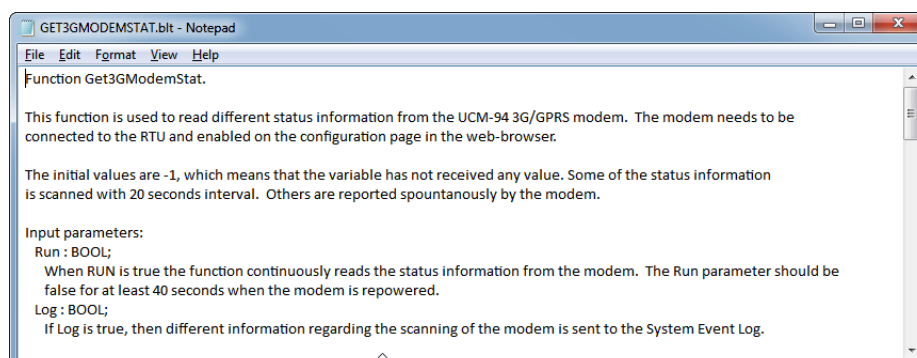 GET3GMODEMSTAT.blt - Notepad
File Edit Format View Help
Function Get3GModemStat.
This function is used to read different status information from the UCM-94 3G/GPRS modem. The modem needs to be
connected to the RTU and enabled on the configuration page in the web-browser.
The initial values are -1, which means that the variable has not received any value. Some of the status information
is scanned with 20 seconds interval. Others are reported spountanously by the modem.
Input parameters:
Run : BOOL;
When RUN is true the function continuously reads the status information from the modem. The Run parameter should be
false for at least 40 seconds when the modem is repowered.
Log : BOOL;
If Log is true, then different information regarding the scanning of the modem is sent to the System Event Log.